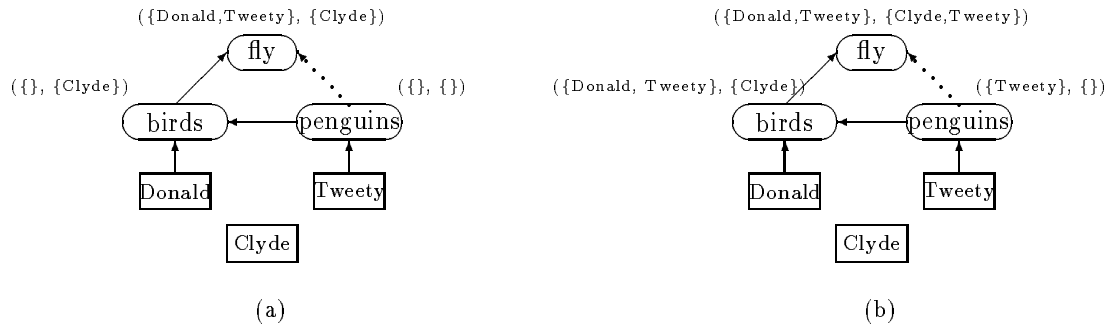 ({Donald,Tweety}, {Clyde})
fly
({}, {Clyde})
({}, {})
birds
penguins
Donald
Tweety
Clyde
(a)
({Donald,Tweety}, {Clyde,Tweety})
fly
({Donald, Tweety}, {Clyde})
({Tweety}, {})
birds
penguins
Donald
Tweety
Clyde
(b)